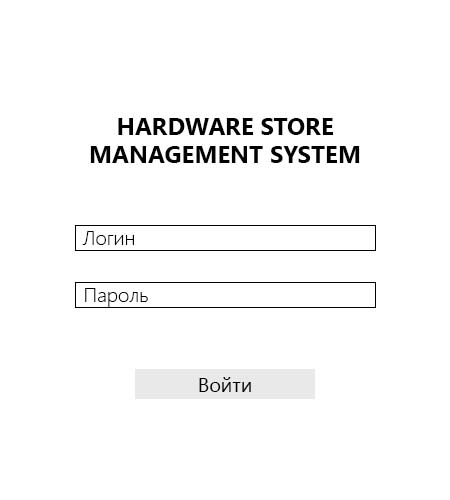 HARDWARE STORE
MANAGEMENT SYSTEM
Логин
Пароль
Войти